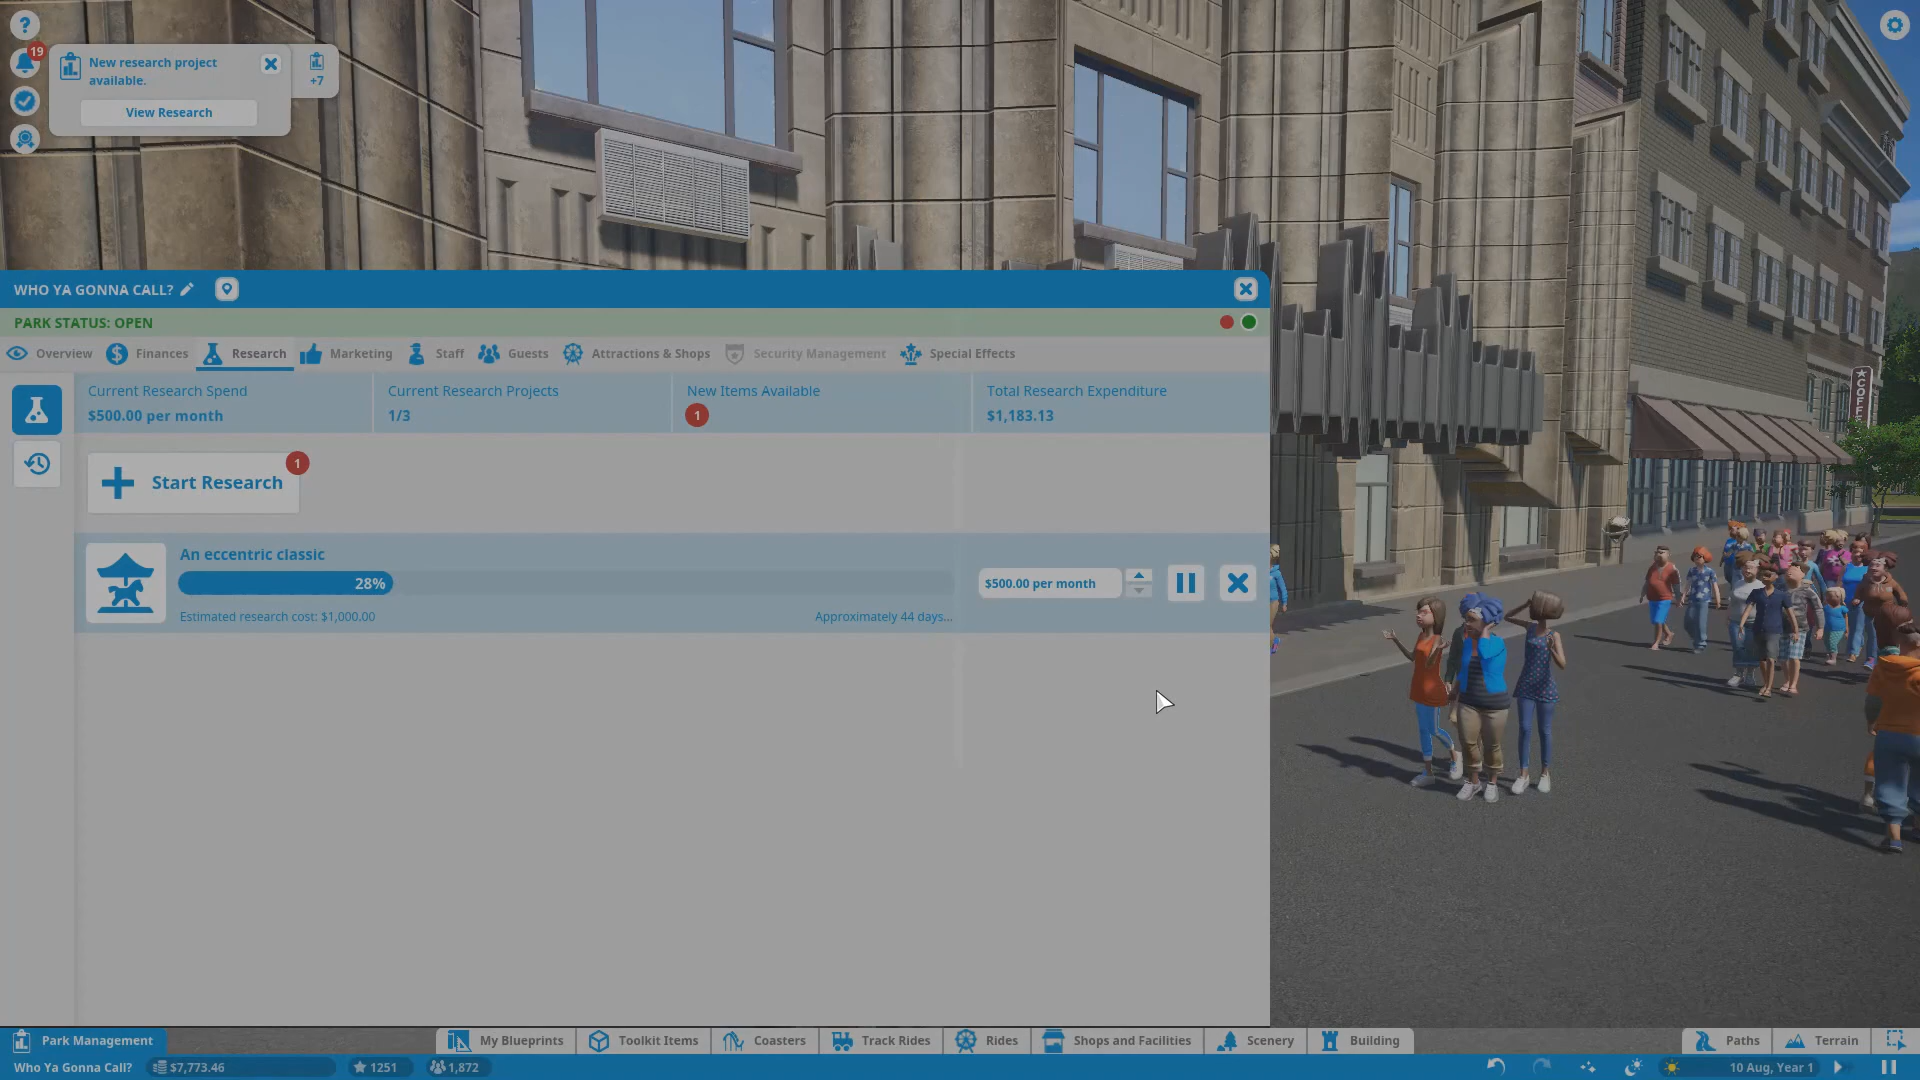 ?
19
New research project
available.
+7
View Research
WHO YA GONNA CALL?
PARK STATUS: OPEN
Overview
Finances
Research
Marketing
Staff
Guests
Attractions & Shops
Security Management
Special Effects
Current Research Spend
$500.00 per month
Current Research Projects
1/3
New Items Available
1
Total Research Expenditure
$1,183.13
Start Research
1
An eccentric classic
28%
Estimated research cost: $1,000.00
Approximately 44 days...
$500.00 per month
COFF
Park Management
My Blueprints
Toolkit Items
Coasters
Track Rides
Rides
Shops and Facilities
Scenery
Building
Paths
Terrain
Who Ya Gonna Call?
$7,773.46
1251
1,872
10 Aug, Year 1